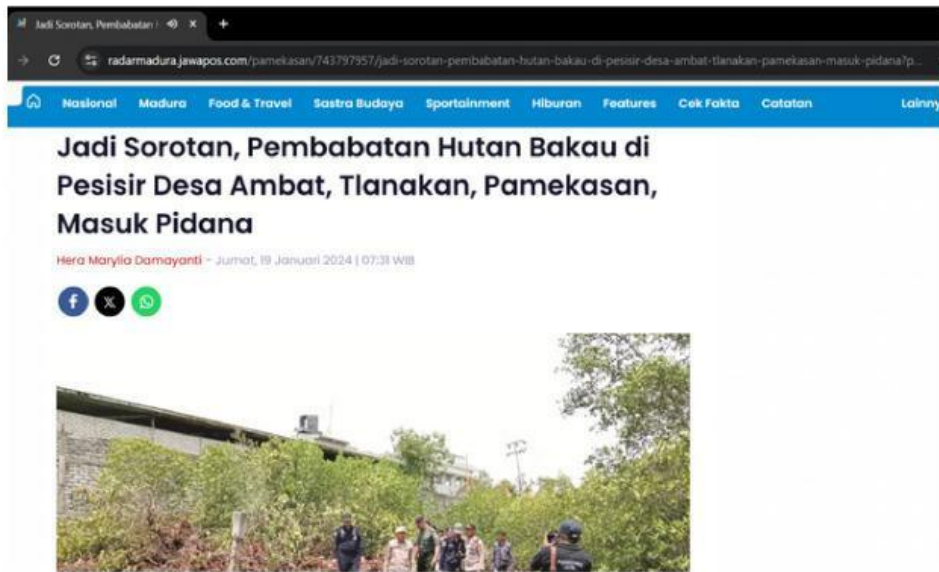 Jadi Sorotan, Pembabatan
radarmadura.jawapos.com/pamekasan/743797957/jadi-sorotan-pembabatan-hutan-bakau-di-pesisir-desa-ambat-tlanakan-pamekasan-masuk-pidana?p...
Nasional Madura Food & Travel Sastra Budaya Sportainment Hiburan Features Cek Fakta Catatan Lainny
Jadi Sorotan, Pembabatan Hutan Bakau di
Pesisir Desa Ambat, Tlanakan, Pamekasan,
Masuk Pidana
Hera Marylia Damayanti - Jumat, 19 Januari 2024 | 07:31 WIB